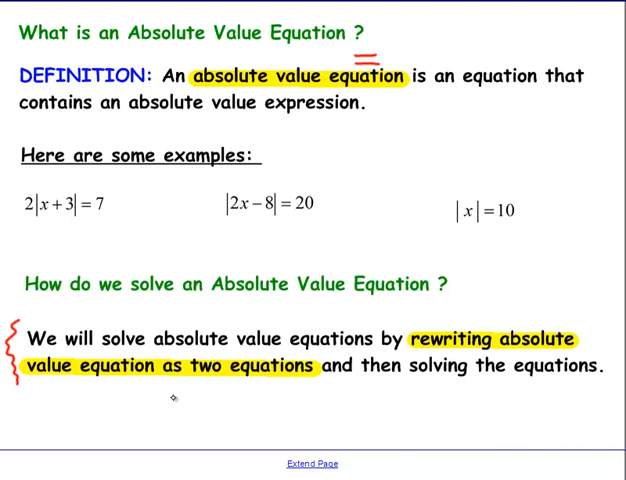 What is an Absolute Value Equation ?
DEFINITION: An absolute value equation is an equation that
contains an absolute value expression.
Here are some examples:
2|x + 3| = 7
|2x − 8| = 20
|x| = 10
How do we solve an Absolute Value Equation ?
We will solve absolute value equations by rewriting absolute
value equation as two equations and then solving the equations.
Extend Page